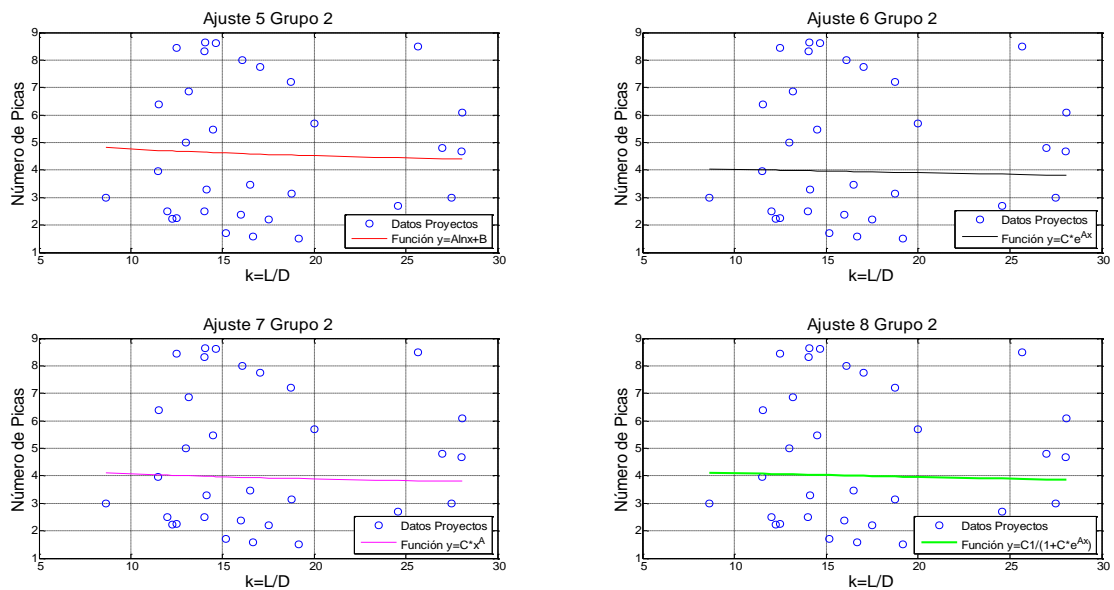 Ajuste 5 Grupo 2
Número de Picas
9
8
7
6
5
4
3
2
1
5 10 15 20 25 30
k=L/D
Datos Proyectos
Función y=Alnx+B
Ajuste 6 Grupo 2
Número de Picas
9
8
7
6
5
4
3
2
1
5 10 15 20 25 30
k=L/D
Datos Proyectos
Función y=C*e^Ax
Ajuste 7 Grupo 2
Número de Picas
9
8
7
6
5
4
3
2
1
5 10 15 20 25 30
k=L/D
Datos Proyectos
Función y=C*x^A
Ajuste 8 Grupo 2
Número de Picas
9
8
7
6
5
4
3
2
1
5 10 15 20 25 30
k=L/D
Datos Proyectos
Función y=C1/(1+C*e^Ax)